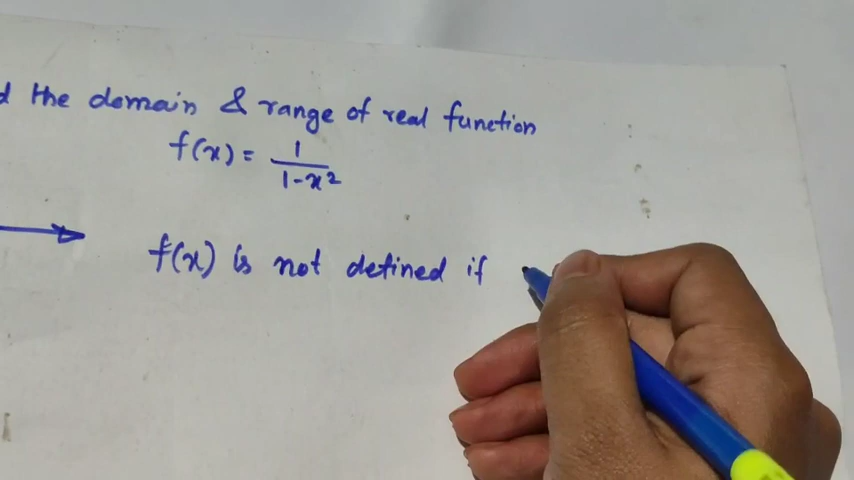 the domain & range of real function
f(x) = 1/(1-x²)
f(x) is not defined if